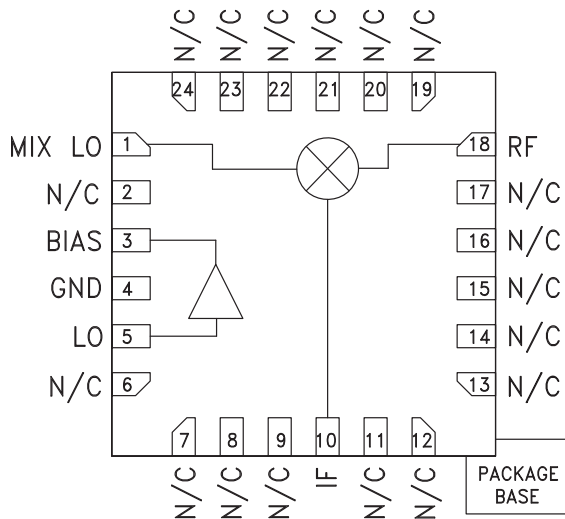 N/C N/C N/C N/C N/C N/C
24 23 22 21 20 19
MIX LO 1
18 RF
N/C 2
17 N/C
BIAS 3
16 N/C
GND 4
15 N/C
LO 5
14 N/C
N/C 6
13 N/C
7 8 9 10 11 12
N/C N/C N/C IF N/C N/C
PACKAGE
BASE